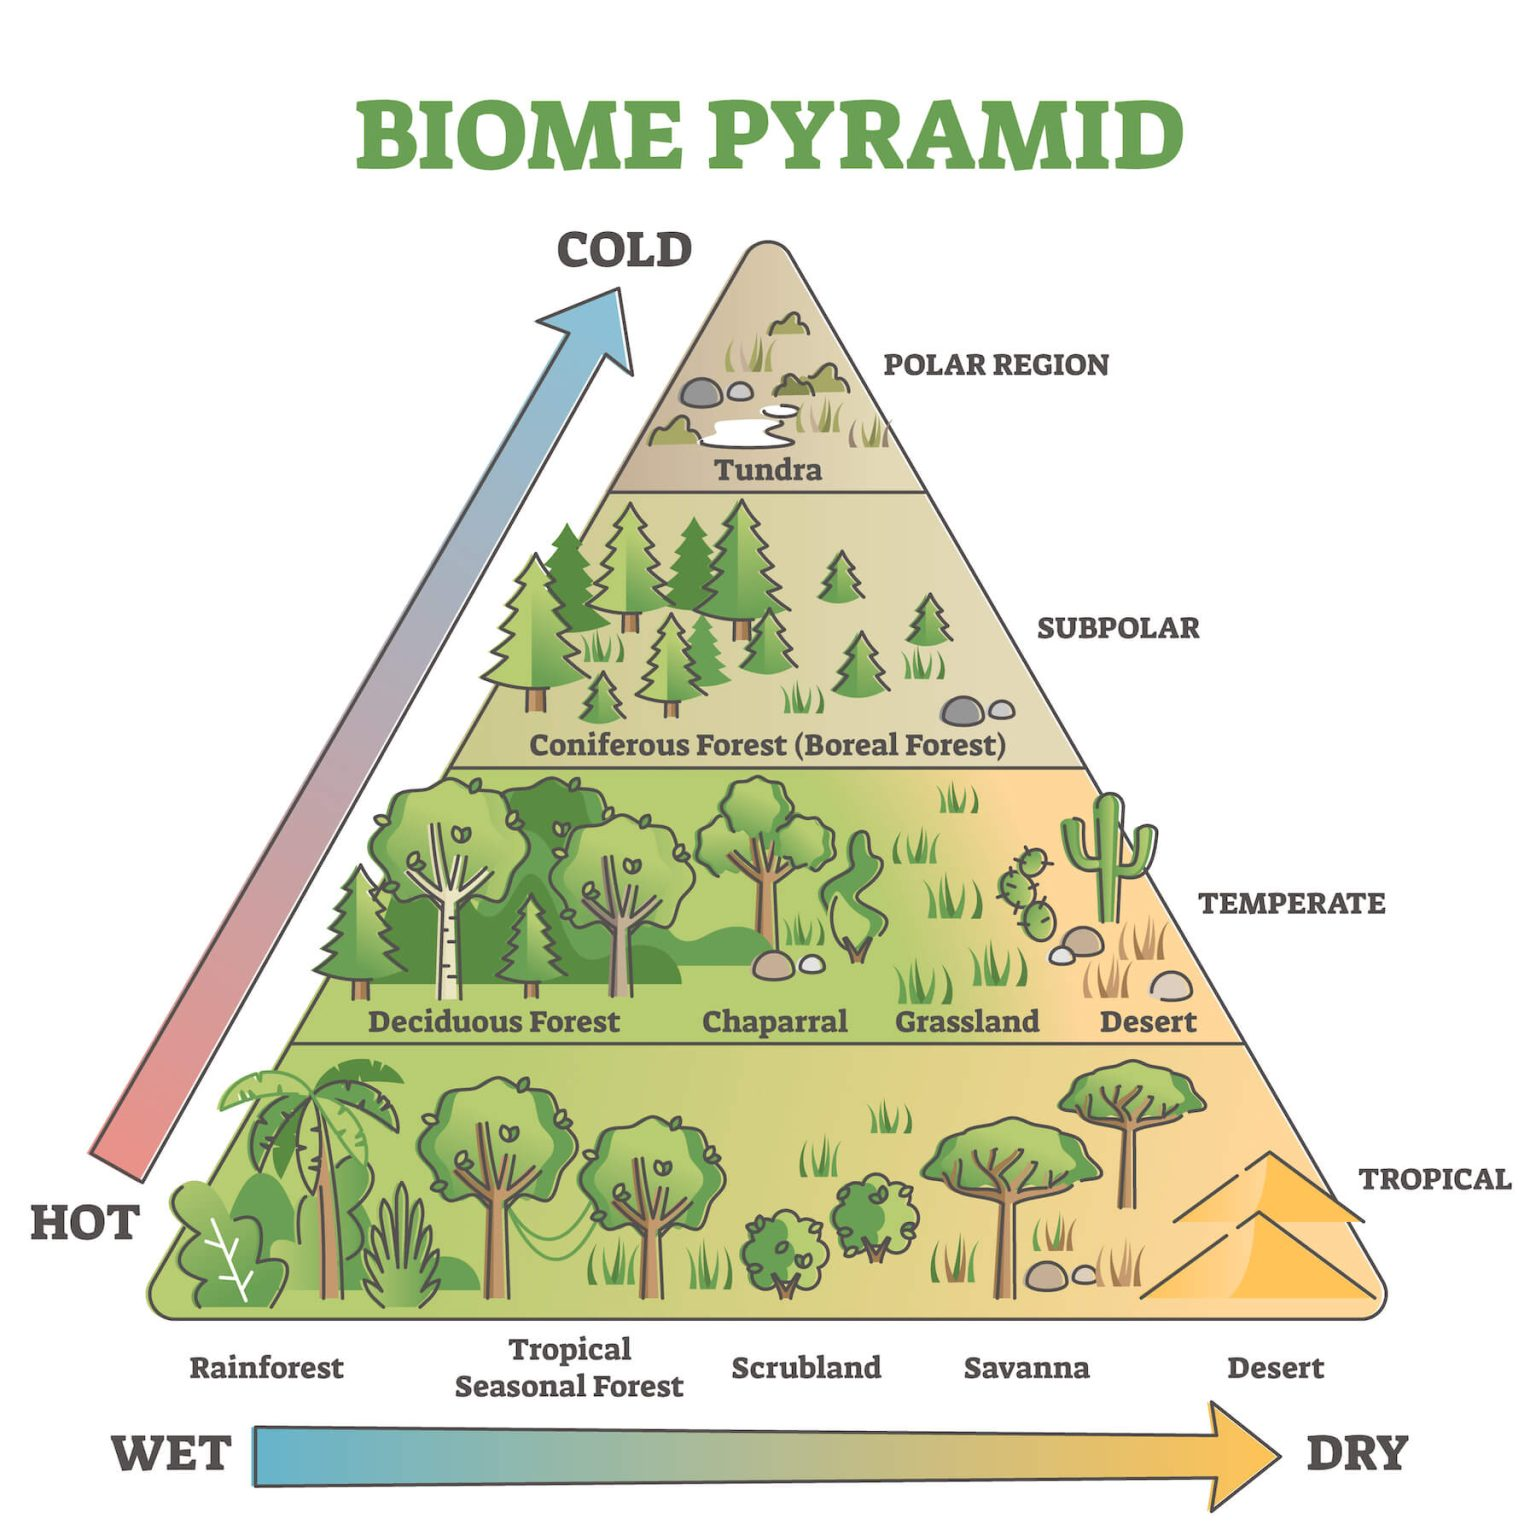 BIOME PYRAMID
COLD
POLAR REGION
Tundra
SUBPOLAR
Coniferous Forest (Boreal Forest)
TEMPERATE
Deciduous Forest
Chaparral
Grassland
Desert
TROPICAL
HOT
Rainforest
Tropical
Seasonal Forest
Scrubland
Savanna
Desert
WET
DRY